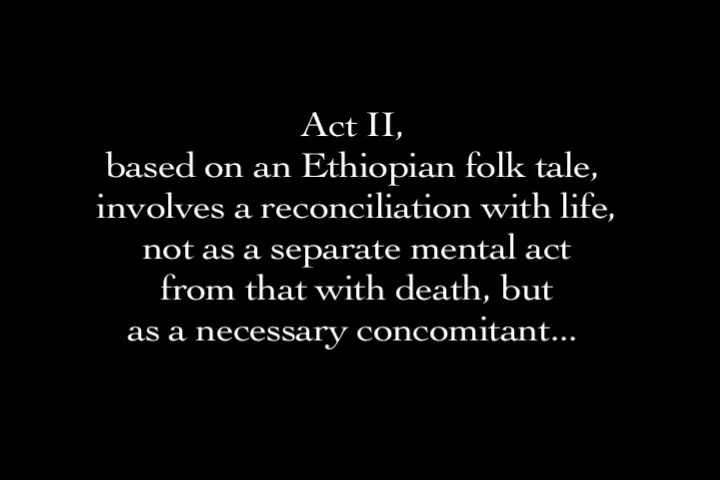 Act II,
based on an Ethiopian folk tale,
involves a reconciliation with life,
not as a separate mental act
from that with death, but
as a necessary concomitant...